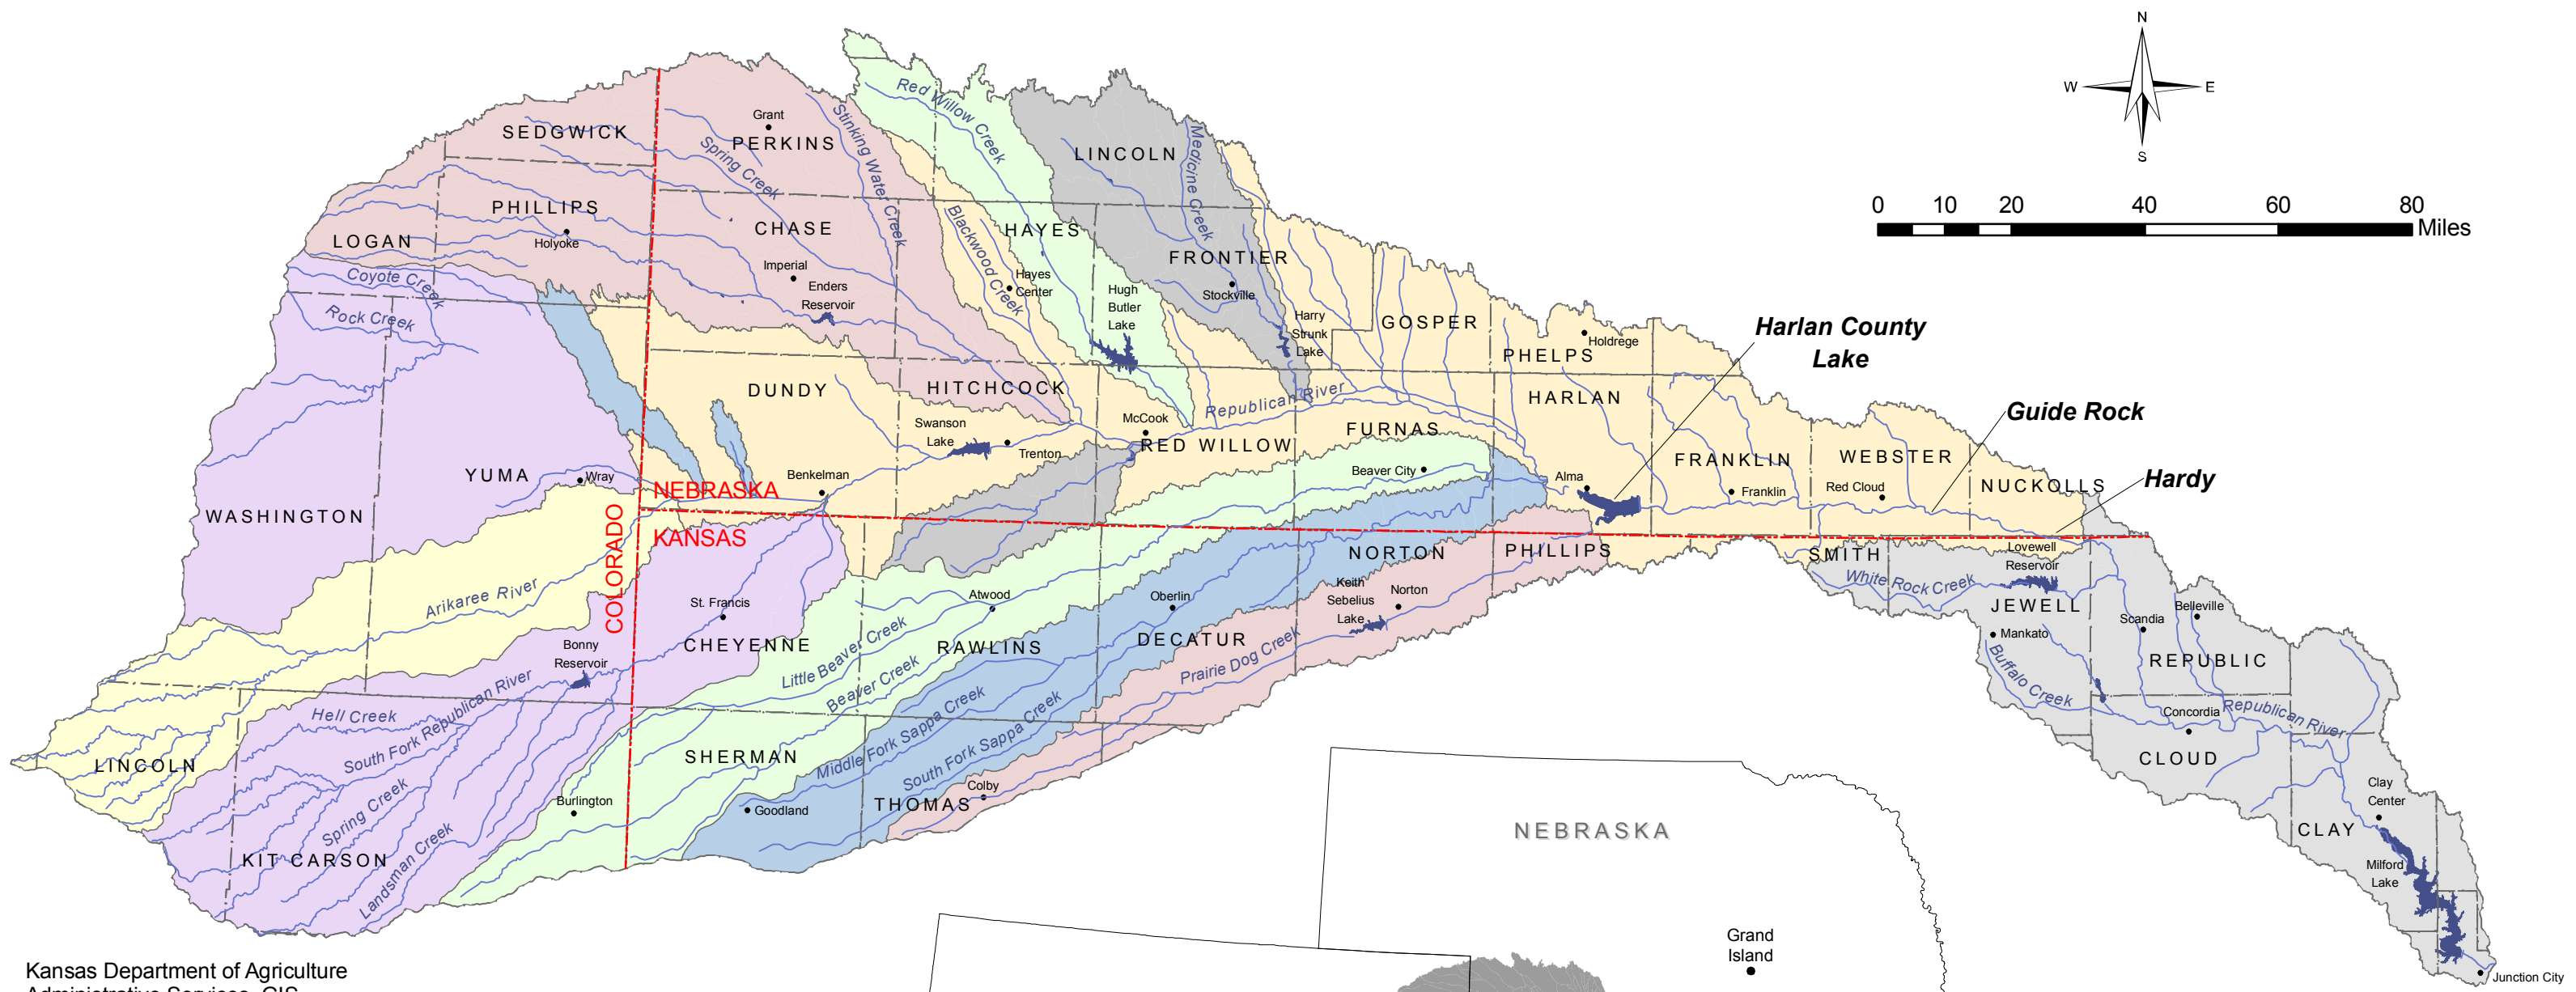 N
W
E
S
0 10 20 40 60 80
Miles
Red Willow Creek
Grant
SEDGWICK
PERKINS
Stinking Water Creek
Spring Creek
LINCOLN
Medicine Creek
PHILLIPS
Holyoke
LOGAN
CHASE
Blackwood Creek
HAYES
FRONTIER
Stockville
Coyote Creek
Imperial
Enders
Reservoir
Hayes
Center
Hugh
Butler
Lake
Rock Creek
Harry
Strunk
Lake
GOSPER
Holdrege
PHELPS
Harlan County
Lake
DUNDY
HITCHCOCK
Republican River
HARLAN
Guide Rock
Swanson
Lake
Trenton
McCook
RED WILLOW
FURNAS
FRANKLIN
WEBSTER
YUMA
Wray
Benkelman
Beaver City
Alma
Franklin
Red Cloud
NUCKOLLS
Hardy
NEBRASKA
WASHINGTON
COLORADO
KANSAS
NORTON
PHILLIPS
SMITH
Lovewell
Reservoir
White Rock Creek
Arikaree River
St. Francis
Atwood
Oberlin
Keith
Sebelius
Lake
Norton
JEWELL
Belleville
Scandia
Mankato
CHEYENNE
Little Beaver Creek
RAWLINS
DECATUR
Prairie Dog Creek
REPUBLIC
Bonny
Reservoir
Beaver Creek
Buffalo Creek
South Fork Republican River
Hell Creek
Middle Fork Sappa Creek
South Fork Sappa Creek
Concordia
Republican River
LINCOLN
SHERMAN
CLOUD
Spring Creek
Burlington
Goodland
THOMAS
Colby
Clay
Center
CLAY
KIT CARSON
Landsman Creek
NEBRASKA
Milford
Lake
Grand
Island
Junction City
Kansas Department of Agriculture
Administrative Services, GIS